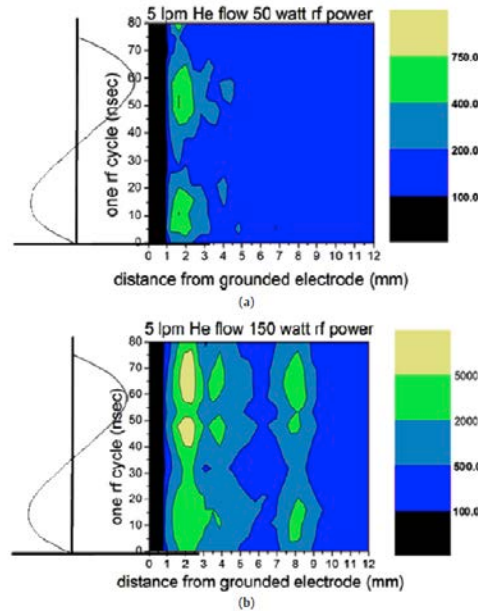 5 lpm He flow 50 watt rf power
80
70
60
50
40
30
20
10
0
one rf cycle (nsec)
0 1 2 3 4 5 6 7 8 9 10 11 12
distance from grounded electrode (mm)
750.0
400.0
200.0
100.0
(a)
5 lpm He flow 150 watt rf power
80
70
60
50
40
30
20
10
0
one rf cycle (nsec)
0 1 2 3 4 5 6 7 8 9 10 11 12
distance from grounded electrode (mm)
5000
2000
500.0
100.0
(b)